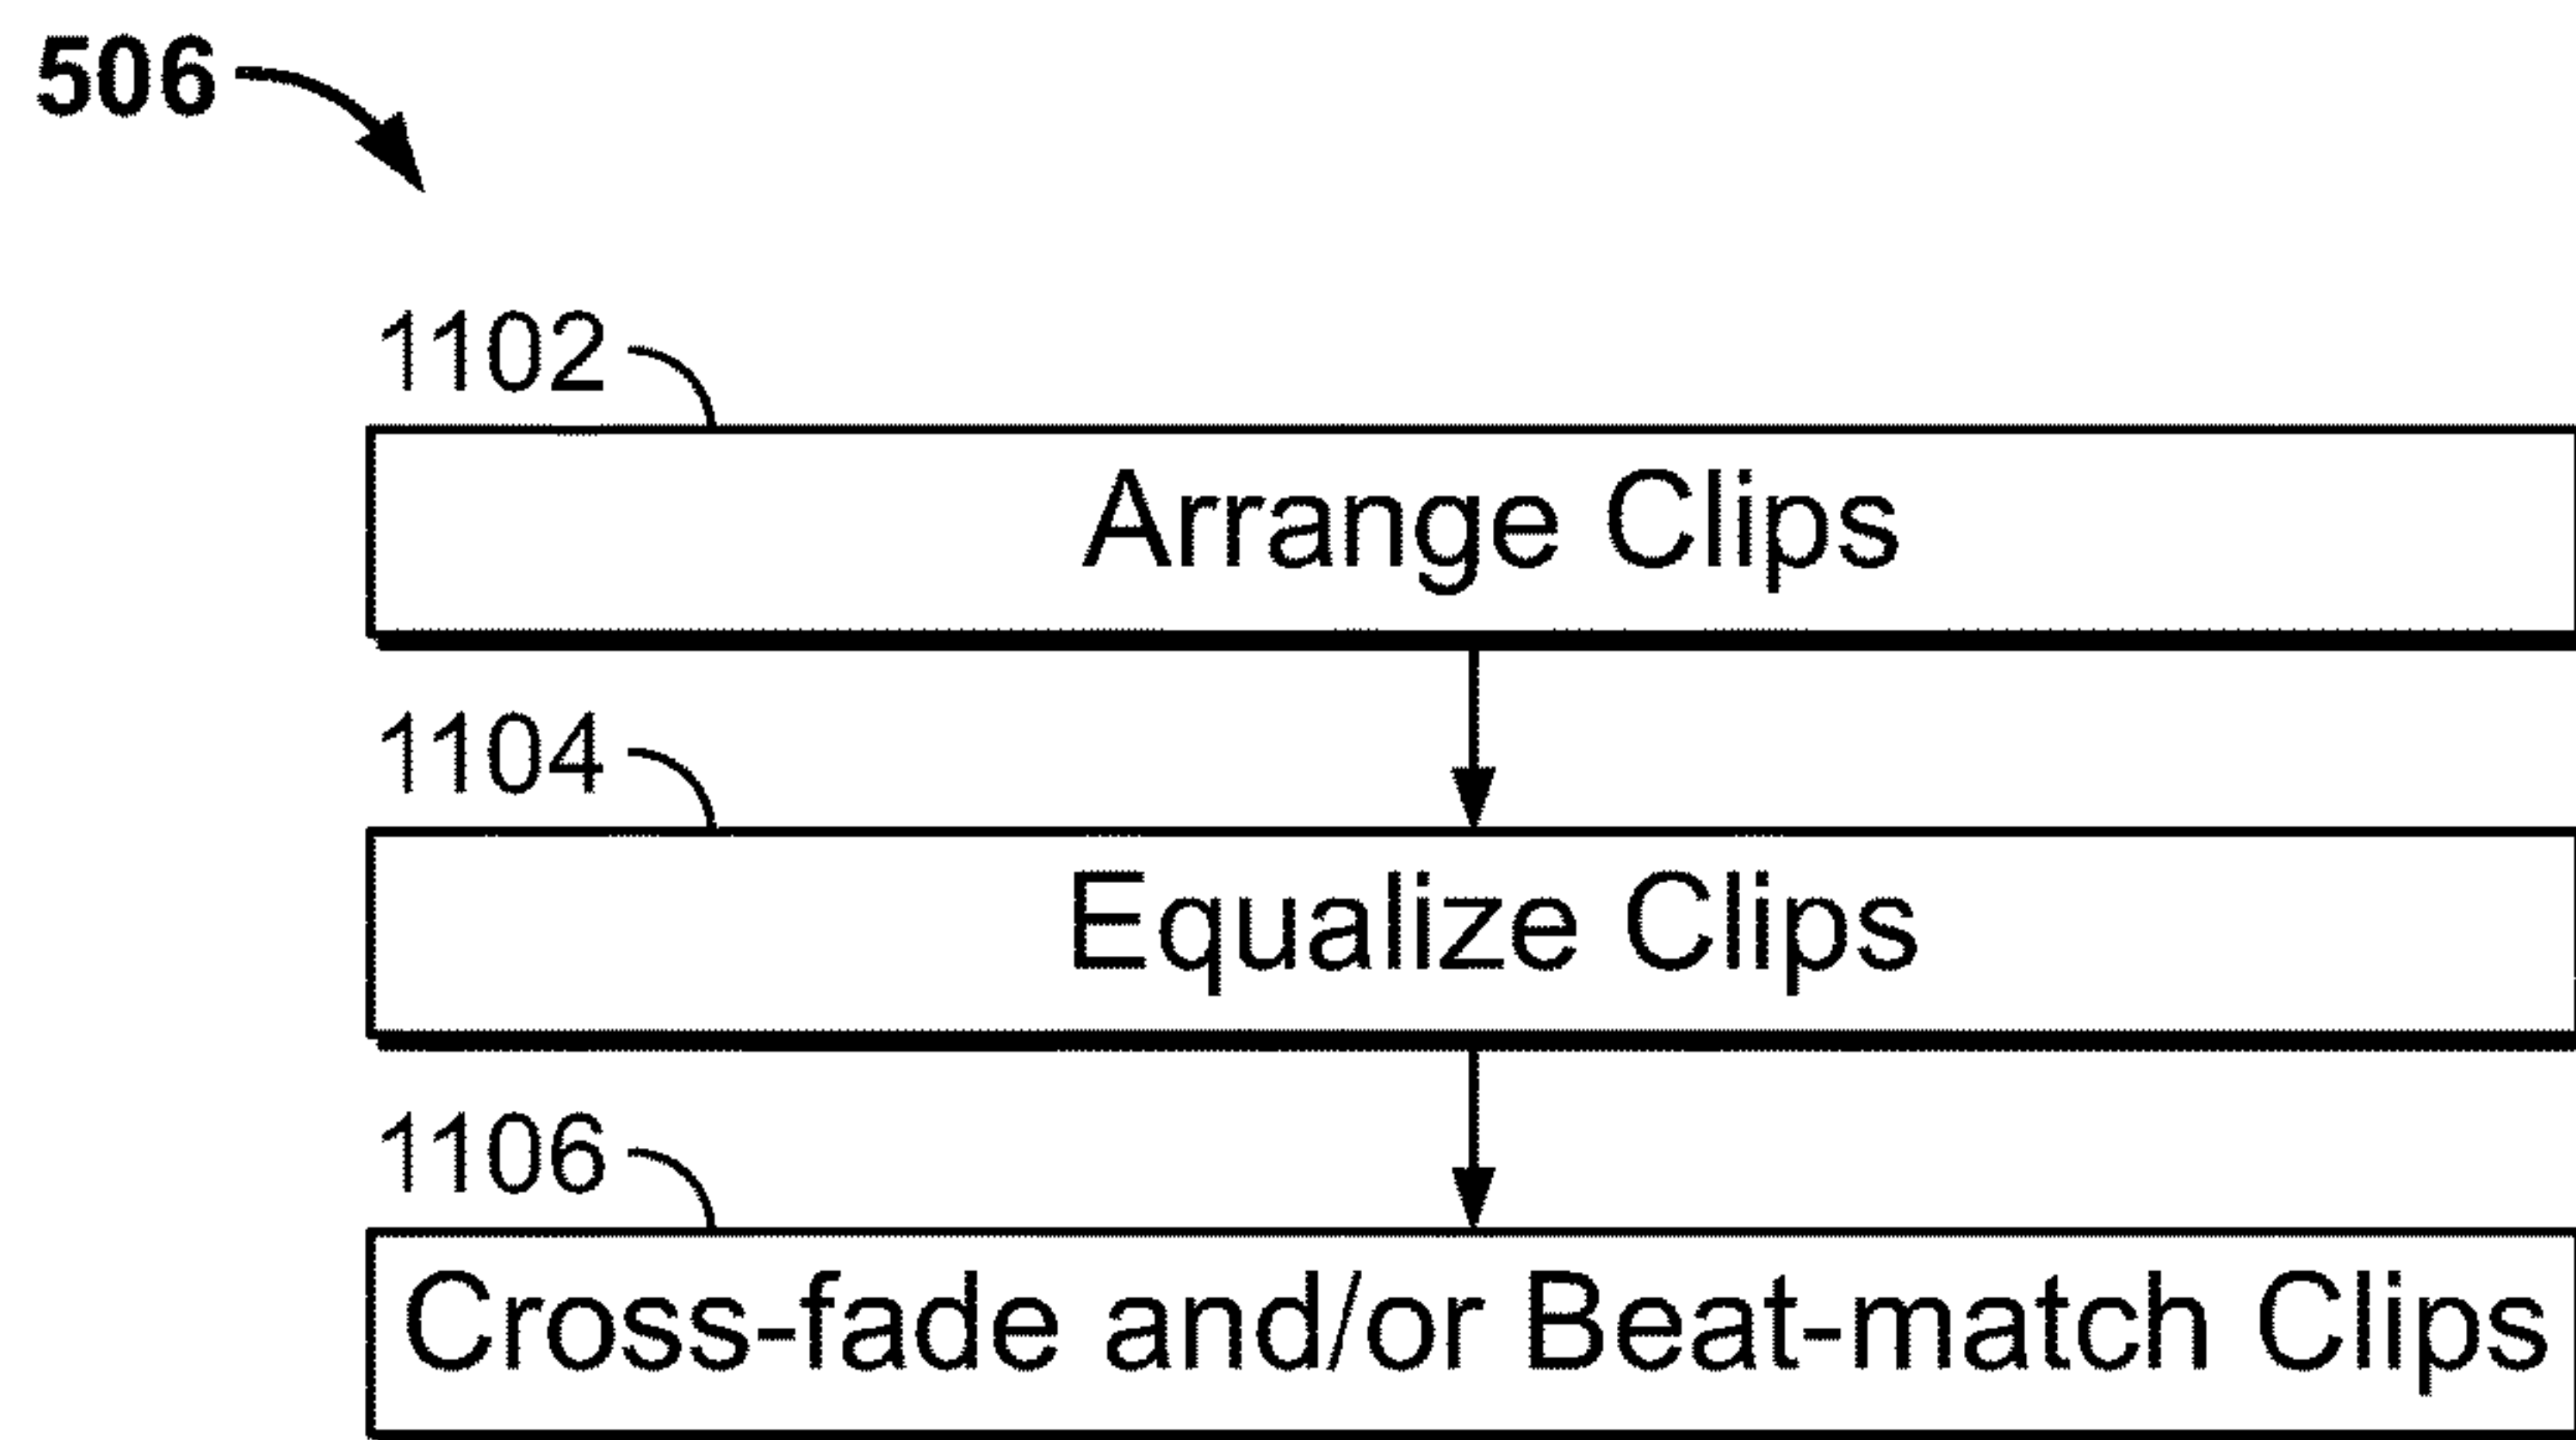 506
1102
Arrange Clips
1104
Equalize Clips
1106
Cross-fade and/or Beat-match Clips